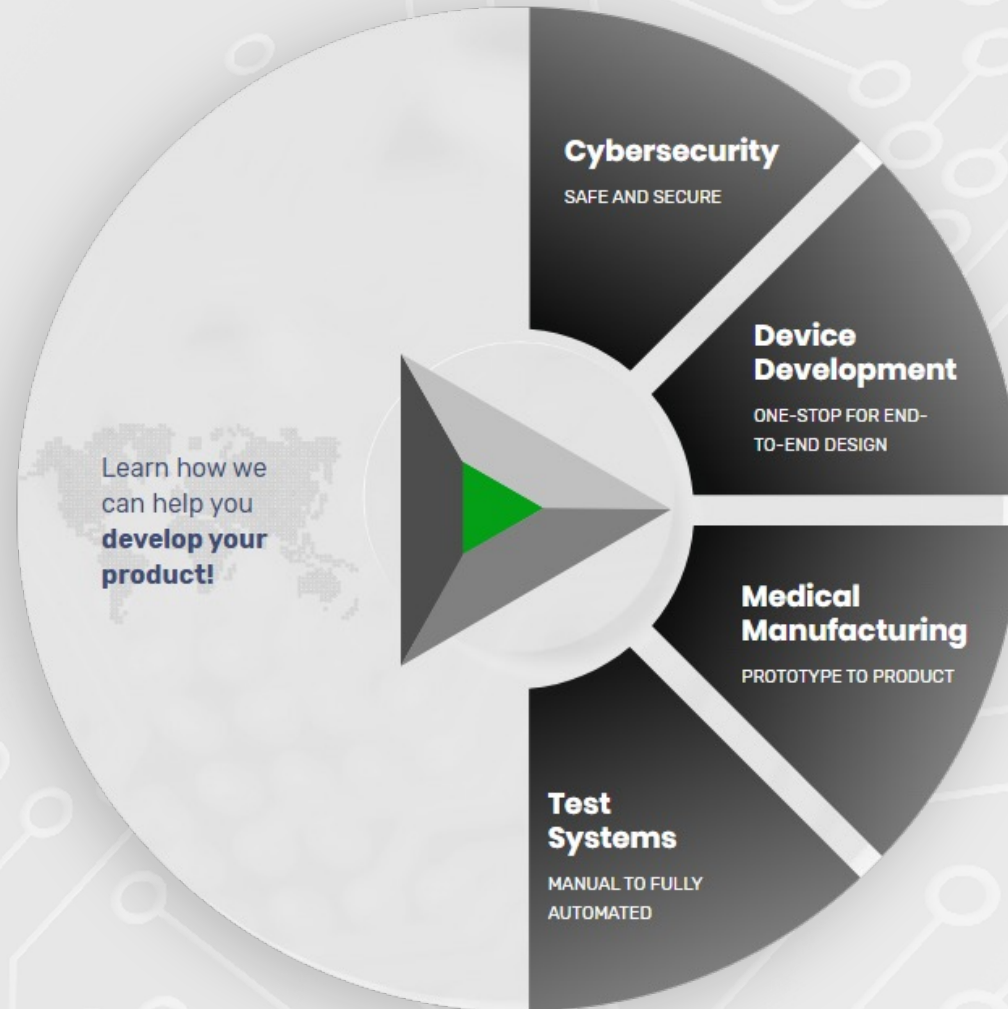 Cybersecurity
SAFE AND SECURE
Device
Development
ONE-STOP FOR END-
TO-END DESIGN
Learn how we
can help you
develop your
product!
Medical
Manufacturing
PROTOTYPE TO PRODUCT
Test
Systems
MANUAL TO FULLY
AUTOMATED